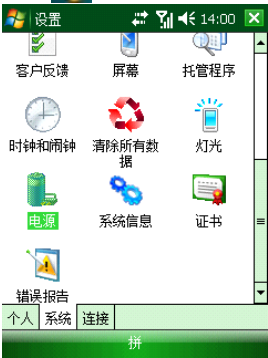 设置 14:00
客户反馈 屏幕 托管程序
时钟和闹钟 清除所有数据 灯光
电源 系统信息 证书
错误报告
个人 系统 连接
拼